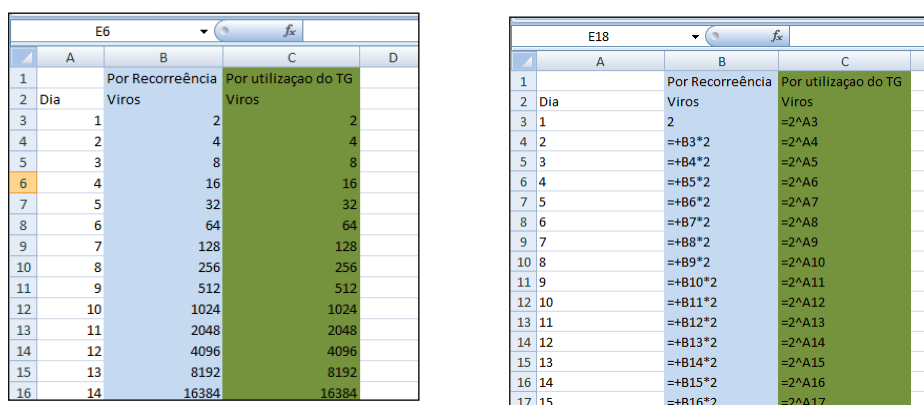 E6 fx
A B C D
1 Por Recorreência Por utilizaçao do TG
2 Dia Viros Viros
3 1 2 2
4 2 4 4
5 3 8 8
6 4 16 16
7 5 32 32
8 6 64 64
9 7 128 128
10 8 256 256
11 9 512 512
12 10 1024 1024
13 11 2048 2048
14 12 4096 4096
15 13 8192 8192
16 14 16384 16384
E18 fx
A B C
1 Por Recorreência Por utilizaçao do TG
2 Dia Viros Viros
3 1 2 =2^A3
4 2 =+B3*2 =2^A4
5 3 =+B4*2 =2^A5
6 4 =+B5*2 =2^A6
7 5 =+B6*2 =2^A7
8 6 =+B7*2 =2^A8
9 7 =+B8*2 =2^A9
10 8 =+B9*2 =2^A10
11 9 =+B10*2 =2^A11
12 10 =+B11*2 =2^A12
13 11 =+B12*2 =2^A13
14 12 =+B13*2 =2^A14
15 13 =+B14*2 =2^A15
16 14 =+B15*2 =2^A16
17 15 =+B16*2 =2^A17